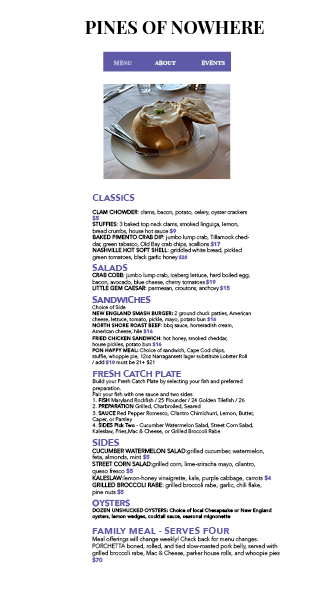 PINES OF NOWHERE
MENU ABOUT EVENTS
CLASSICS
CLAM CHOWDER: clams, bacon, potato, celery, oyster crackers
$8
STUFFIES: 3 baked top neck clams, smoked linguiça, lemon,
bread crumbs, house hot sauce $9
BAKED PIMENTO CRAB DIP: jumbo lump crab, Tillamook ched-
dar, green tabasco, Old Bay crab chips, scallions $17
NASHVILLE HOT SOFT SHELL: griddled white bread, pickled
green tomatoes, black garlic honey $28
SALADS
CRAB COBB: jumbo lump crab, iceberg lettuce, hard boiled egg,
bacon, avocado, blue cheese, cherry tomatoes $19
LITTLE GEM CAESAR: parmesan, croutons, anchovy $15
SANDWICHES
Choice of Side
NEW ENGLAND SMASH BURGER: 2 ground chuck patties, American
cheese, lettuce, tomato, pickle, mayo, potato bun $16
NORTH SHORE ROAST BEEF: bbq sauce, horseradish cream,
American cheese, hile $16
FRIED CHICKEN SANDWICH: hot honey, smoked cheddar,
house pickles, potato bun $16
PON HAPPY MEAL: Choice of sandwich, Cape Cod chips,
stuffie, whoopie pie, 12oz Narragansett lager substitute Lobster Roll
/ add $10 must be 21+ $21
FRESH CATCH PLATE
Build your Fresh Catch Plate by selecting your fish and preferred
preparation.
Pair your fish with one sauce and two sides
1. FISH Maryland Rockfish / 25 Flounder / 24 Golden Tilefish / 26
2. PREPARATION Grilled, Charbroiled, Seared
3. SAUCE Red Pepper Romesco, Cilantro Chimichurri, Lemon, Butter,
Caper, or Parsley
4. SIDES Pick Two - Cucumber Watermelon Salad, Street Corn Salad,
Kaleslaw, Fries,Mac & Cheese, or Grilled Broccoli Rabe
SIDES
CUCUMBER WATERMELON SALAD:grilled cucumber, watermelon,
feta, almonds, mint $5
STREET CORN SALAD:grilled corn, lime-sriracha mayo, cilantro,
queso fresco $5
KALESLAW:lemon-honey vinaigrette, kale, purple cabbage, carrots $4
GRILLED BROCCOLI RABE: grilled broccoli rabe, garlic, chili flake,
pine nuts $5
OYSTERS
DOZEN UNSHUCKED OYSTERS: Choice of local Chesapeake or New England
oysters, lemon wedges, cocktail sauce, seasonal mignonette
FAMILY MEAL - SERVES FOUR
Meal offerings will change weekly! Check back for menu changes.
PORCHETTA boned, rolled, and tied slow-roasted pork belly, served with
grilled broccoli rabe, Mac & Cheese, parker house rolls, and whoopie pies
$70